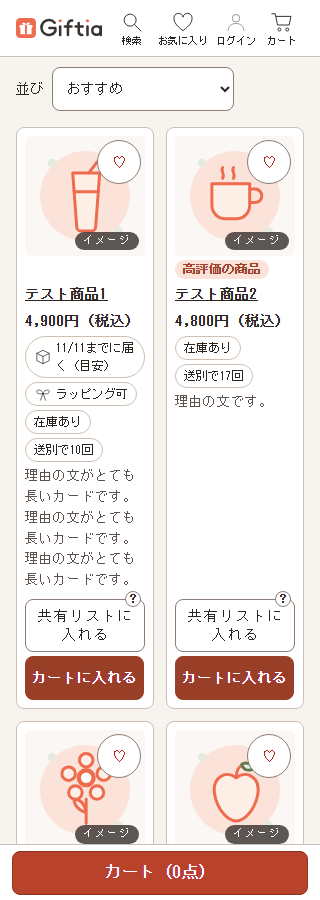 Giftia
検索
お気に入り
ログイン
カート
並び
おすすめ
イメージ
テスト商品1
4,900円（税込）
11/11までに届
く（目安）
ラッピング可
在庫あり
送別で10回
理由の文がとても
長いカードです。
理由の文がとても
長いカードです。
理由の文がとても
長いカードです。
?
共有リストに
入れる
カートに入れる
イメージ
高評価の商品
テスト商品2
4,800円（税込）
在庫あり
送別で17回
理由の文です。
?
共有リストに
入れる
カートに入れる
イメージ
イメージ
カート（0点）